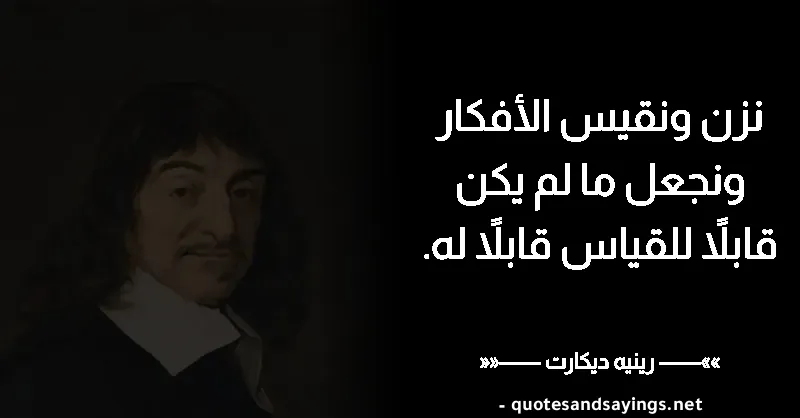 نزن ونقيس الأفكار
ونجعل ما لم يكن
قابلًا للقياس قابلًا له.
»»—— رينيه ديكارت ——««
- quotesandsayings.net